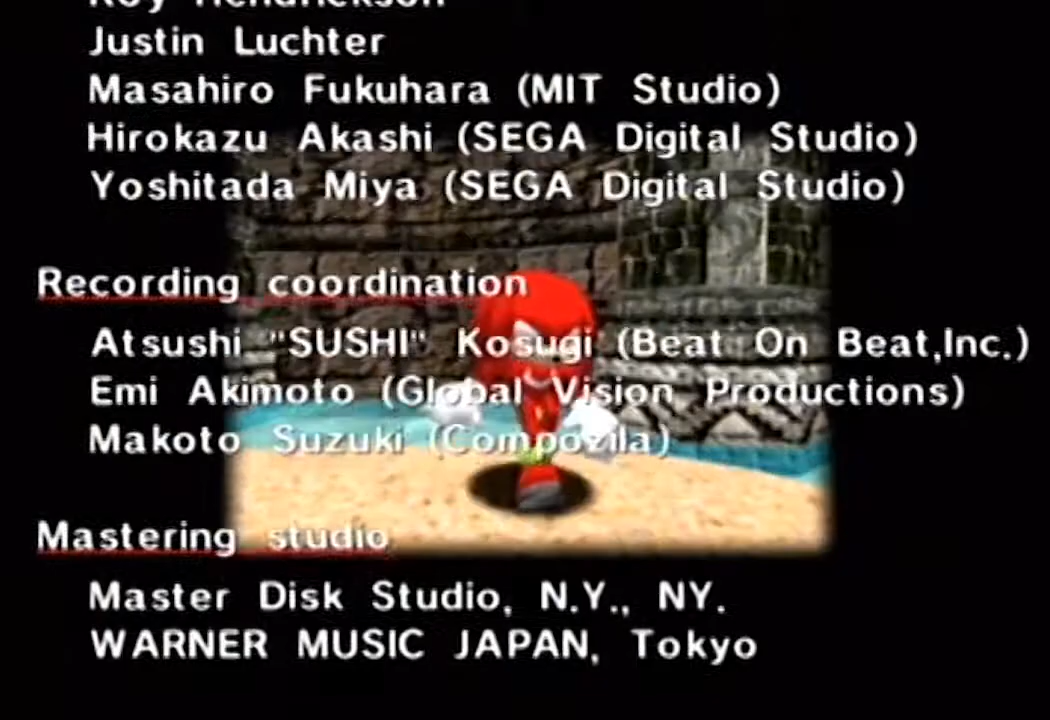 Roy Hendrickson
Justin Luchter
Masahiro Fukuhara (MIT Studio)
Hirokazu Akashi (SEGA Digital Studio)
Yoshitada Miya (SEGA Digital Studio)
Recording coordination
Atsushi "SUSHI" Kosugi (Beat On Beat,Inc.)
Emi Akimoto (Global Vision Productions)
Makoto Suzuki (Compozila)
Mastering studio
Master Disk Studio, N.Y., NY.
WARNER MUSIC JAPAN, Tokyo